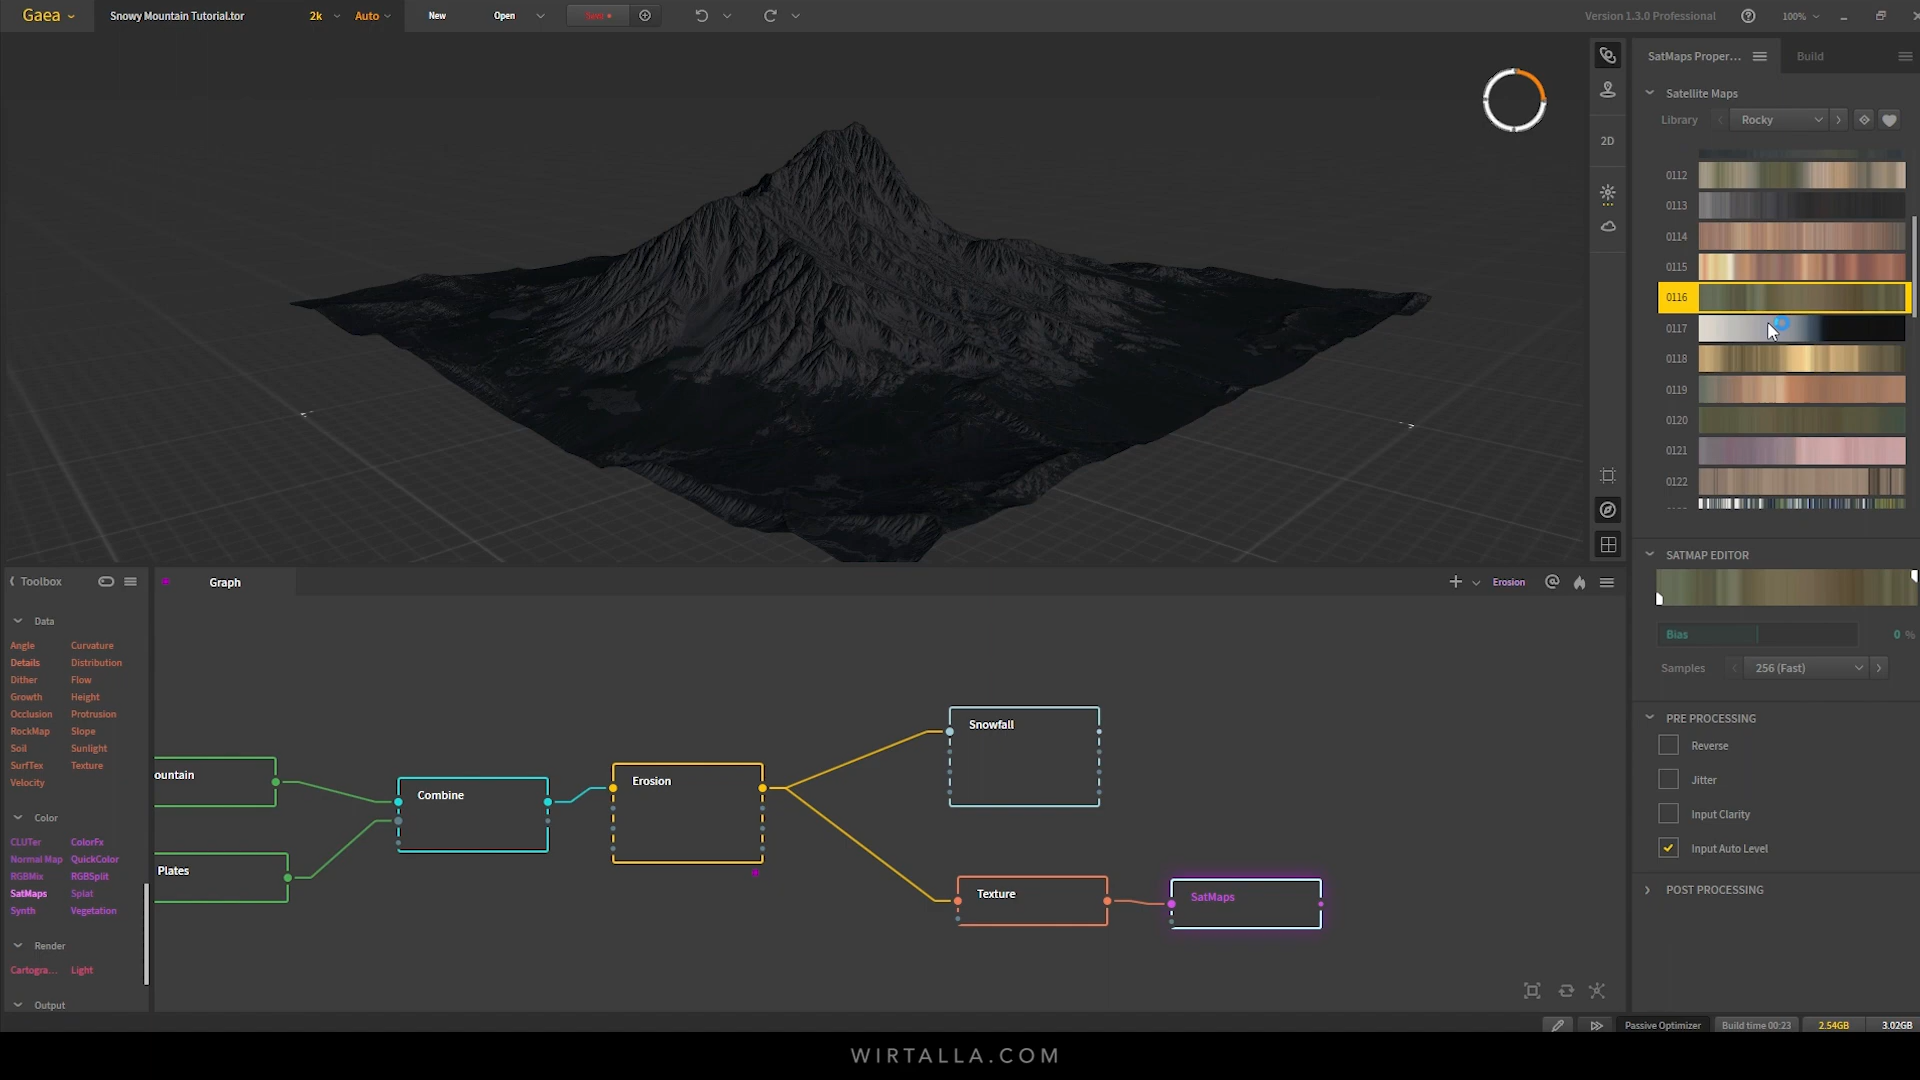 Gaea
Snowy Mountain Tutorial.tor
2k
Auto
New
Open
Version 1.3.0 Professional
100%
SatMaps Proper...
Build
Satellite Maps
Library
Rocky
2D
0112
0113
0114
0115
0116
0117
0118
0119
0120
0121
0122
SATMAP EDITOR
Bias
0 %
Samples
256 (Fast)
PRE PROCESSING
Reverse
Jitter
Input Clarity
Input Auto Level
POST PROCESSING
Toolbox
Graph
Erosion
Data
Angle Curvature
Details Distribution
Dither Flow
Growth Height
Occlusion Protrusion
RockMap Slope
Soil Sunlight
SurfTex Texture
Velocity
Color
CLUTer ColorFx
Normal Map QuickColor
RGBMix RGBSplit
SatMaps Splat
Synth Vegetation
Render
Cartogra... Light
Output
ountain
Plates
Combine
Erosion
Snowfall
Texture
SatMaps
Passive Optimizer
Build time 00:23
2.54GB
3.02GB
WIRTALLA.COM